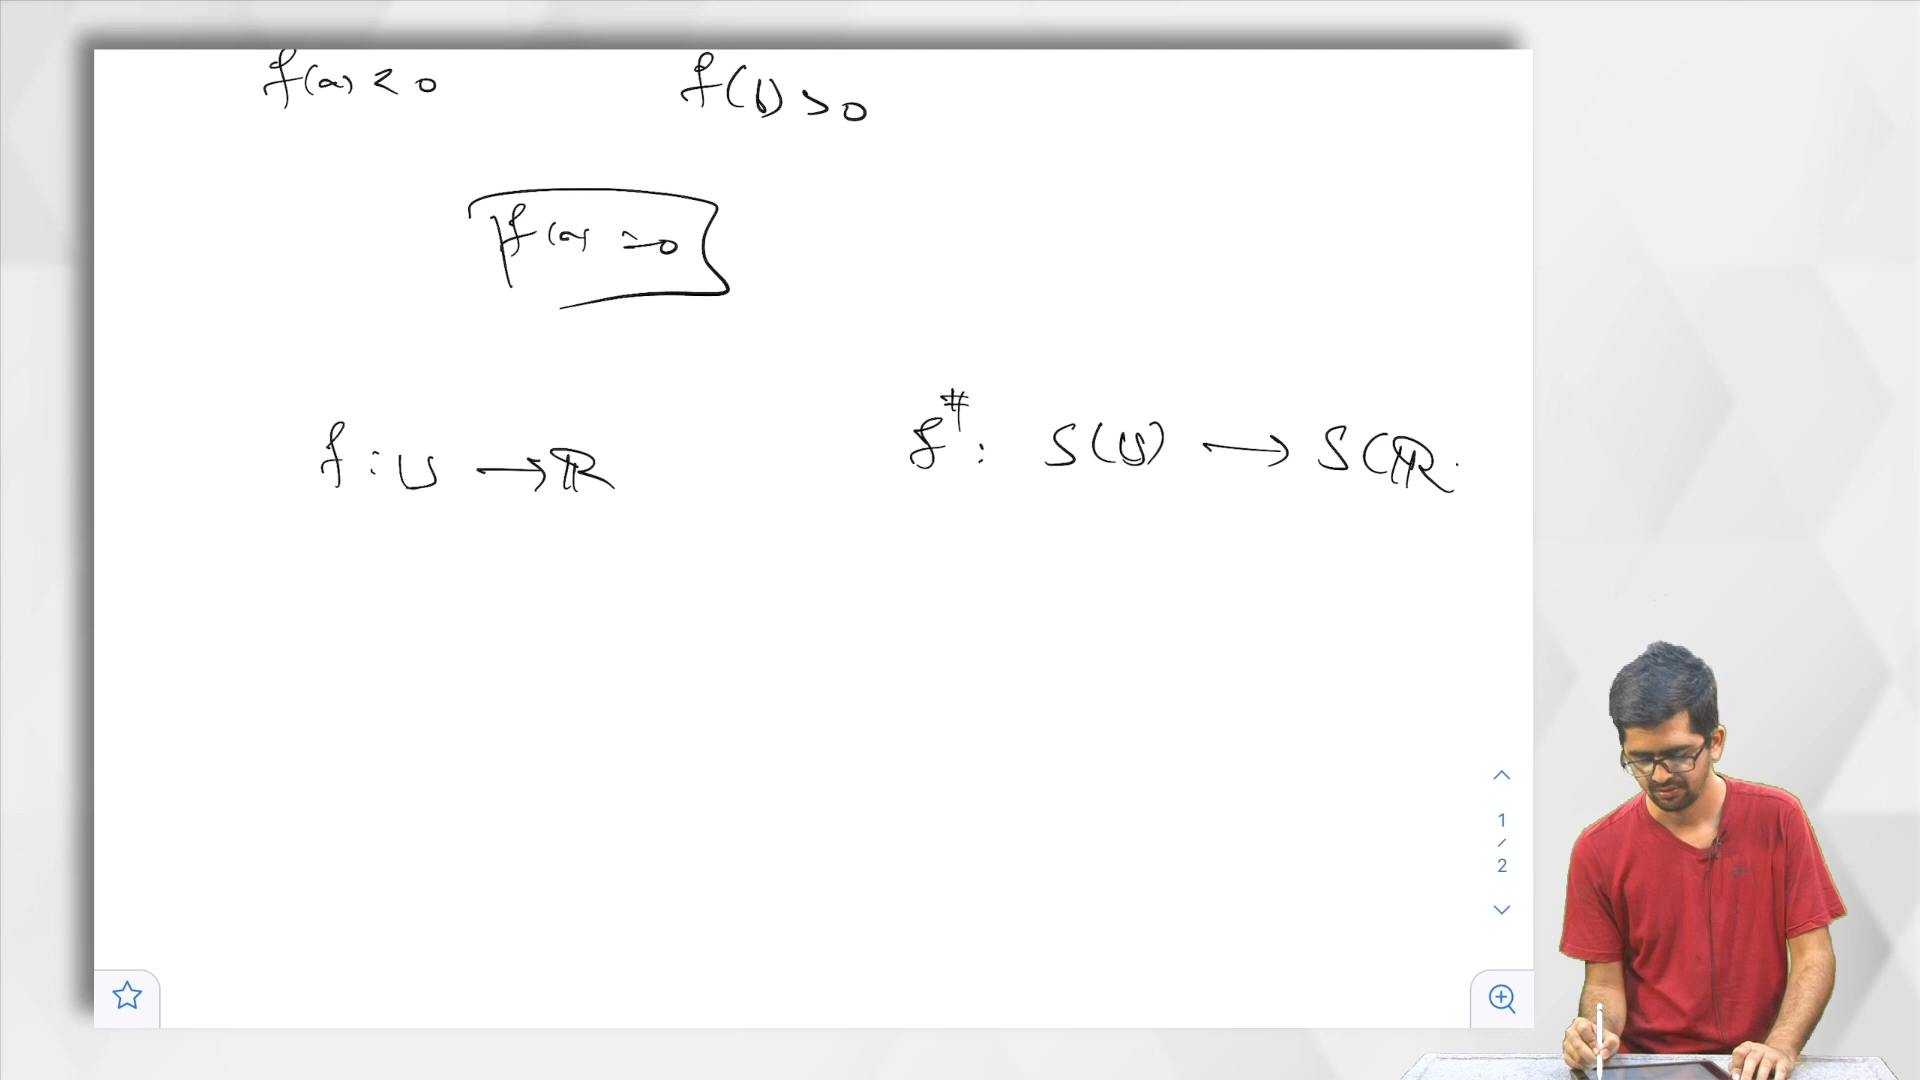 f(a) < 0 f(b) > 0
f(a) = 0
f : U → ℝ f^# : S(U) → S(ℝ
1
/
2